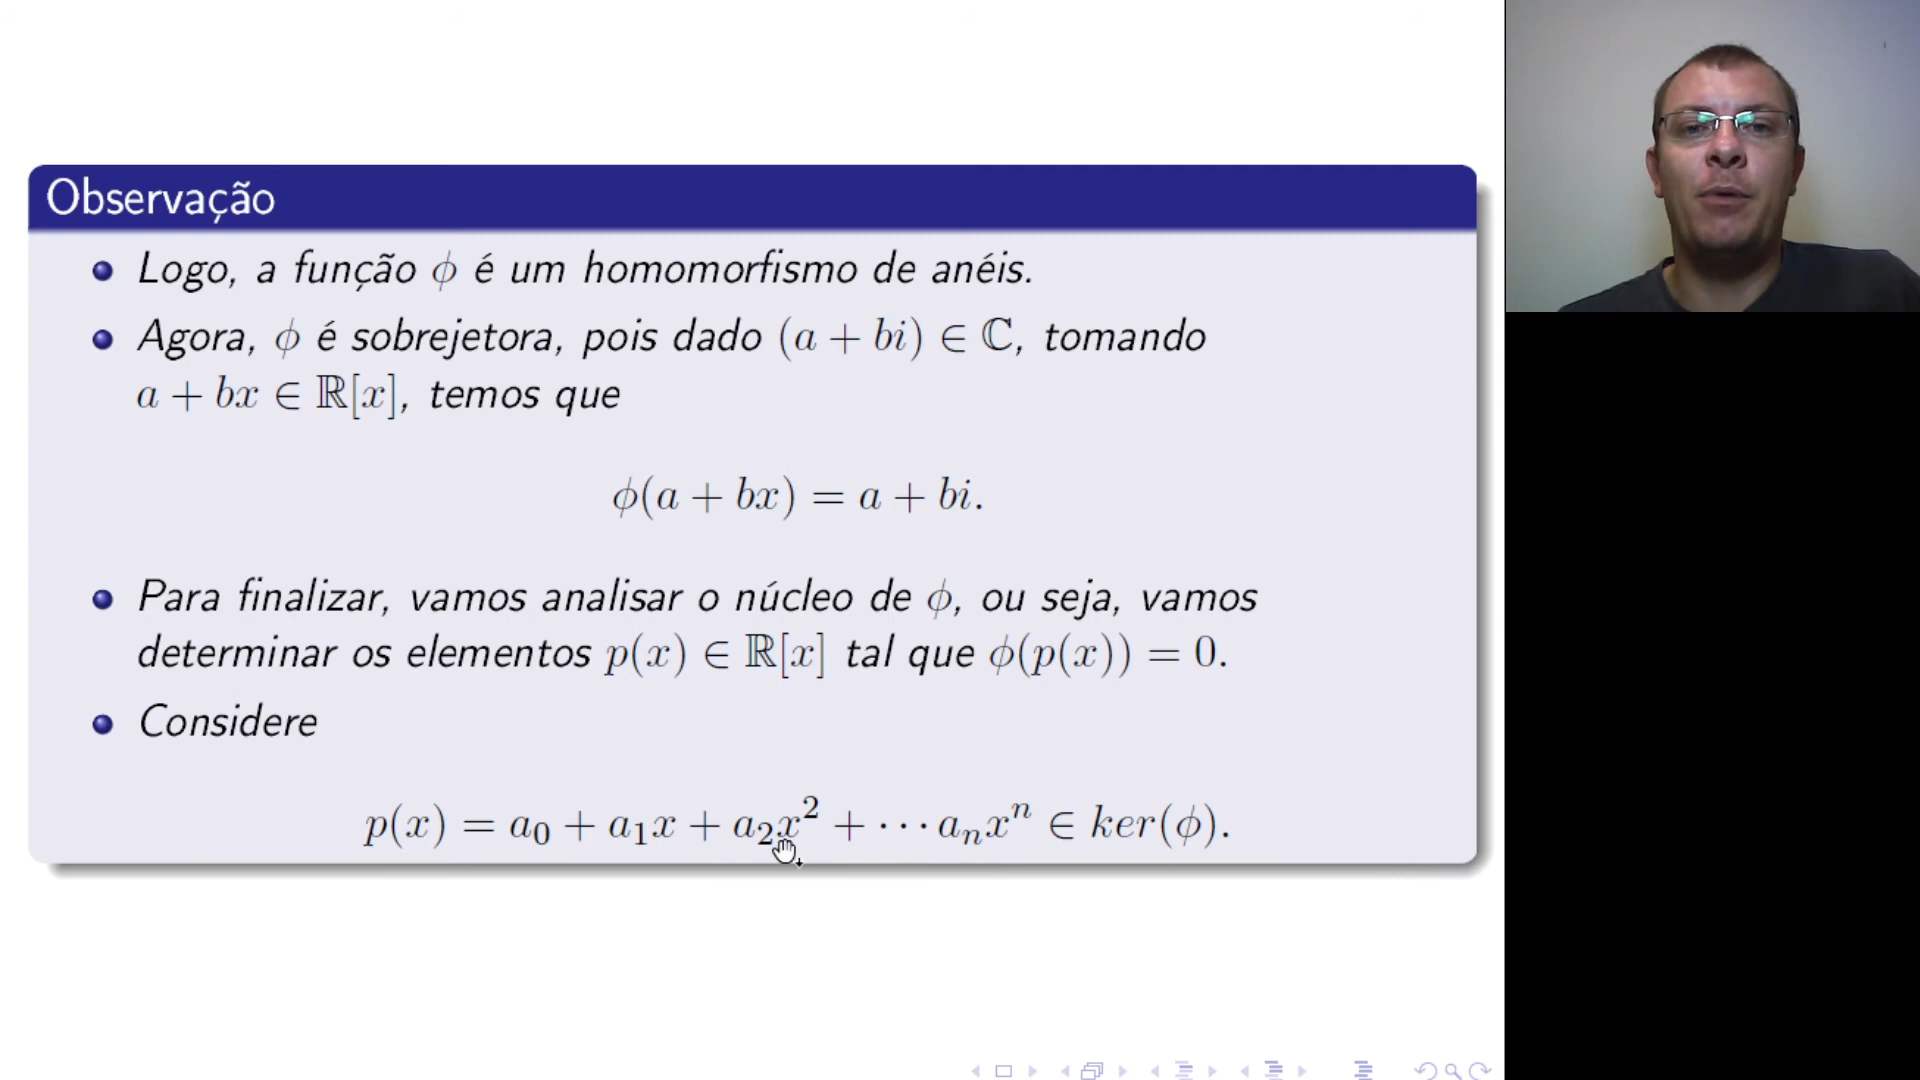 Observação
Logo, a função ϕ é um homomorfismo de anéis.
Agora, ϕ é sobrejetora, pois dado (a + bi) ∈ ℂ, tomando
a + bx ∈ ℝ[x], temos que
ϕ(a + bx) = a + bi.
Para finalizar, vamos analisar o núcleo de ϕ, ou seja, vamos
determinar os elementos p(x) ∈ ℝ[x] tal que ϕ(p(x)) = 0.
Considere
p(x) = a₀ + a₁x + a₂x² + ⋯ aₙxⁿ ∈ ker(ϕ).